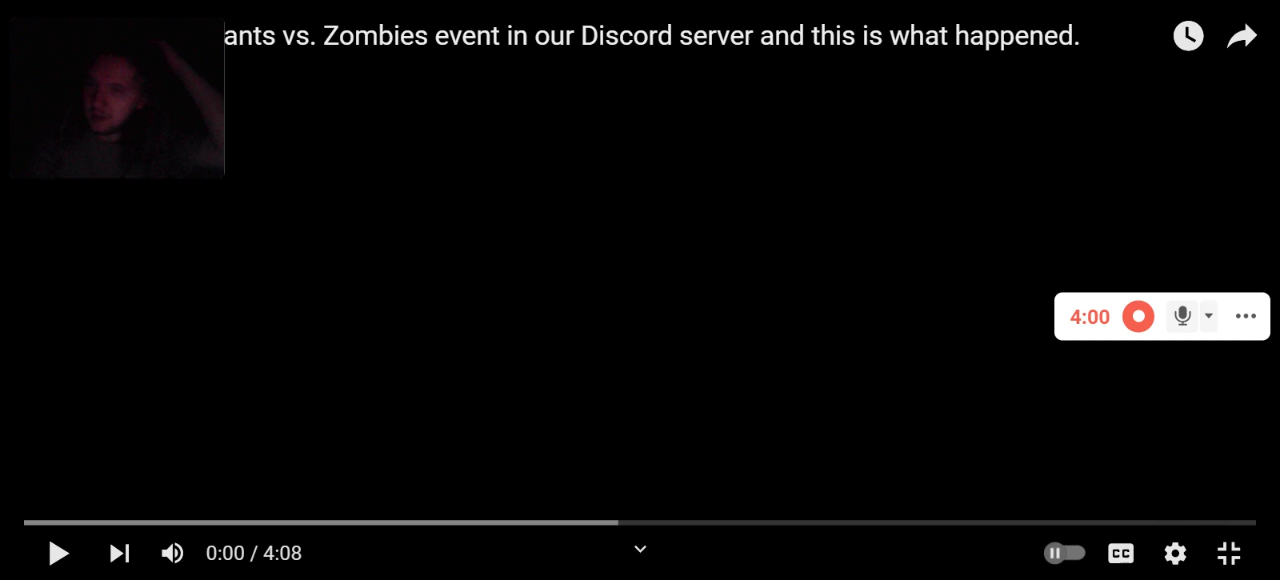 ants vs. Zombies event in our Discord server and this is what happened.
4:00
0:00 / 4:08
CC